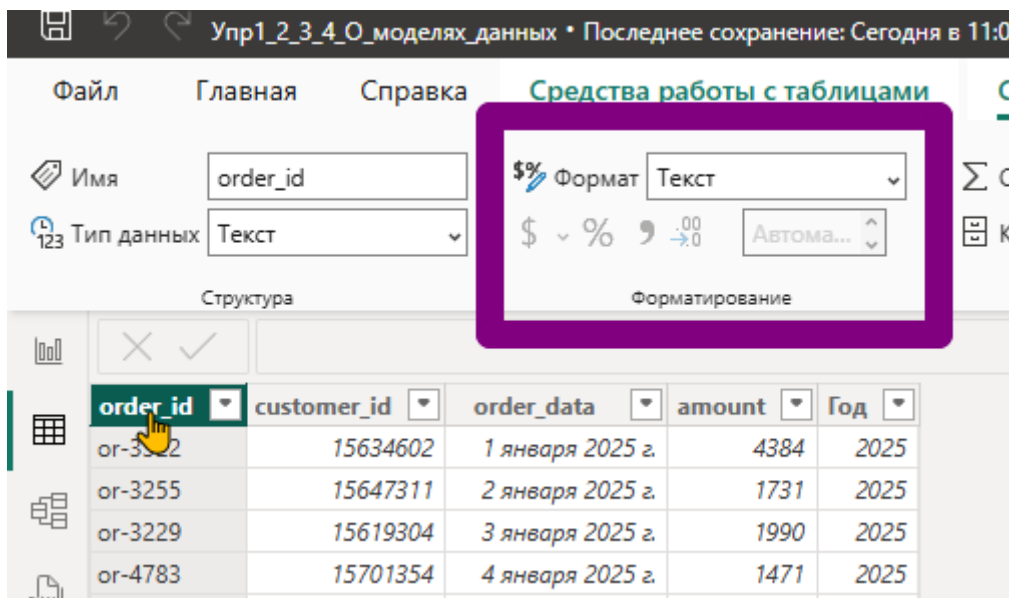 Упр1_2_3_4_О_моделях_данных • Последнее сохранение: Сегодня в 11:0
Файл Главная Справка Средства работы с таблицами С
Имя order_id $% Формат Текст
123 Тип данных Текст $ % .00 →.0 Автома... К
Структура Форматирование
order_id customer_id order_data amount Год
15634602 1 января 2025 г. 4384 2025
or-3255 15647311 2 января 2025 г. 1731 2025
or-3229 15619304 3 января 2025 г. 1990 2025
or-4783 15701354 4 января 2025 г. 1471 2025